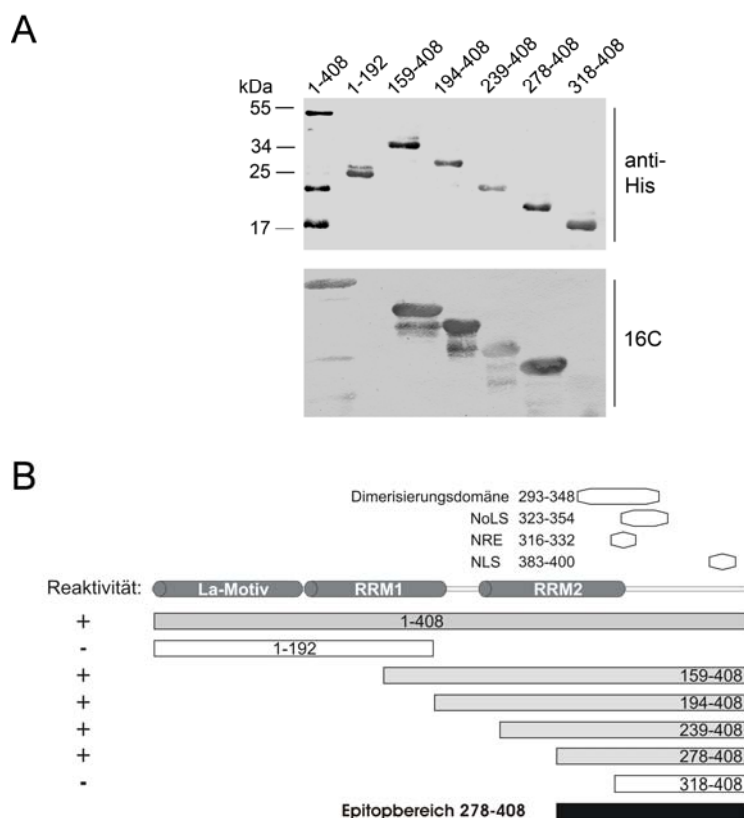 A
1-408 1-192 159-408 194-408 239-408 278-408 318-408
kDa
55
34
25
17
anti-
His
16C
B
Dimerisierungsdomäne 293-348
NoLS 323-354
NRE 316-332
NLS 383-400
Reaktivität: La-Motiv RRM1 RRM2
+ 1-408
- 1-192
+ 159-408
+ 194-408
+ 239-408
+ 278-408
- 318-408
Epitopbereich 278-408